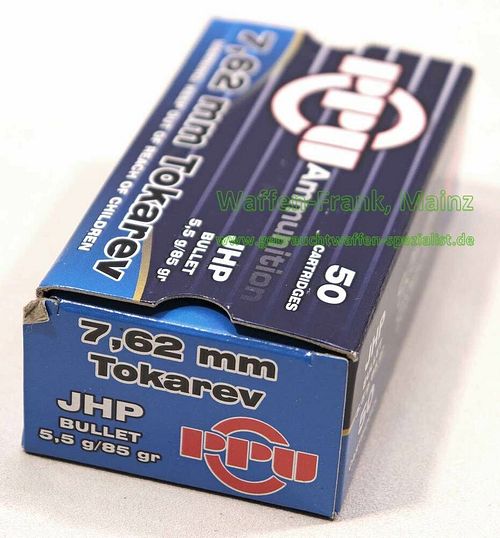 7,62 mm Tokarev
WARNING! KEEP OUT OF REACH OF CHILDREN
PPU
Ammunition
JHP
BULLET
5,5 g/85 gr
50
CARTRIDGES
Waffen-Frank, Mainz
www.gebrauchtwaffen-spezialist.de
7,62 mm
Tokarev
JHP
BULLET
5,5 g/85 gr
PPU